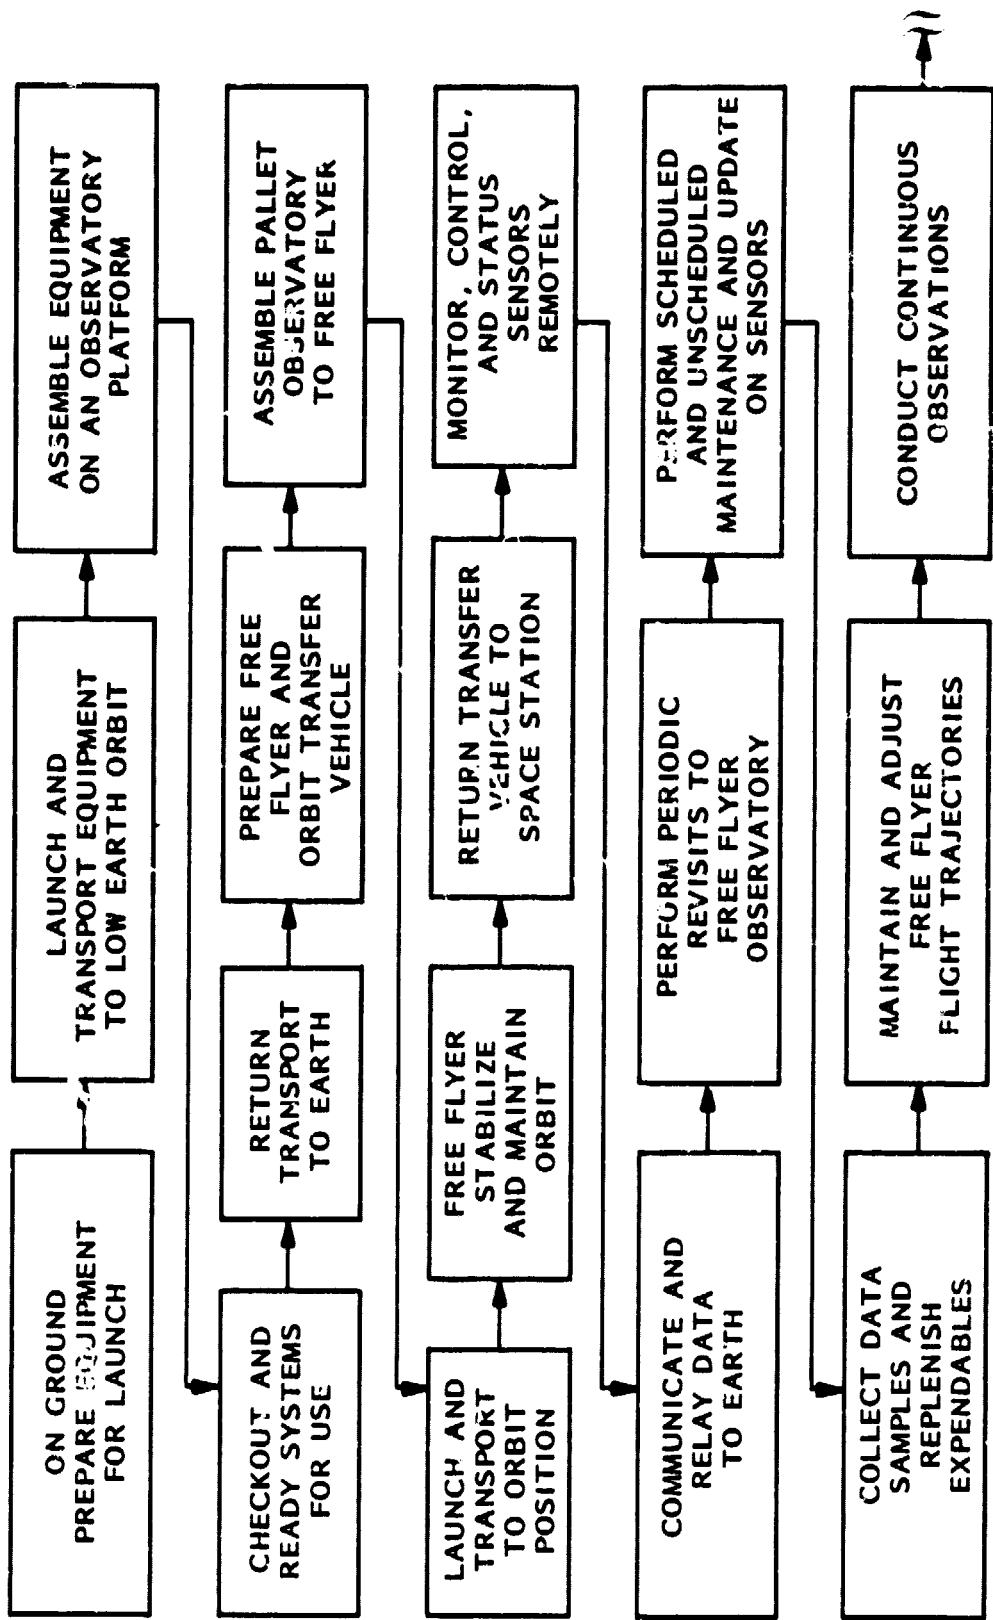 ON GROUND
PREPARE EQUIPMENT
FOR LAUNCH
LAUNCH AND
TRANSPORT EQUIPMENT
TO LOW EARTH ORBIT
ASSEMBLE EQUIPMENT
ON AN OBSERVATORY
PLATFORM
CHECKOUT AND
READY SYSTEMS
FOR USE
RETURN
TRANSPORT
TO EARTH
PREPARE FREE
FLYER AND
ORBIT TRANSFER
VEHICLE
ASSEMBLE PALLET
OBSERVATORY
TO FREE FLYER
LAUNCH AND
TRANSPORT
TO ORBIT
POSITION
FREE FLYER
STABILIZE
AND MAINTAIN
ORBIT
RETURN TRANSFER
VEHICLE TO
SPACE STATION
MONITOR, CONTROL,
AND STATUS
SENSORS
REMOTELY
COMMUNICATE AND
RELAY DATA
TO EARTH
PERFORM PERIODIC
REVISITS TO
FREE FLYER
OBSERVATORY
PERFORM SCHEDULED
AND UNSCHEDULED
MAINTENANCE AND UPDATE
ON SENSORS
COLLECT DATA
SAMPLES AND
REPLENISH
EXPENDABLES
MAINTAIN AND ADJUST
FREE FLYER
FLIGHT TRAJECTORIES
CONDUCT CONTINUOUS
OBSERVATIONS